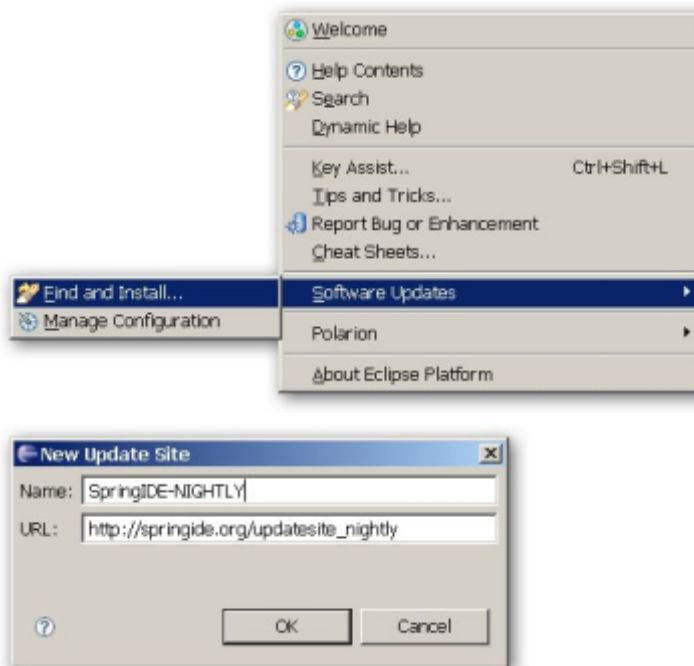 Welcome
Help Contents
Search
Dynamic Help
Key Assist... Ctrl+Shift+L
Tips and Tricks...
Report Bug or Enhancement
Cheat Sheets...
Find and Install...
Software Updates
Manage Configuration
Polarion
About Eclipse Platform
New Update Site
Name: SpringIDE-NIGHTLY
URL: http://springide.org/updatesite_nightly
OK Cancel